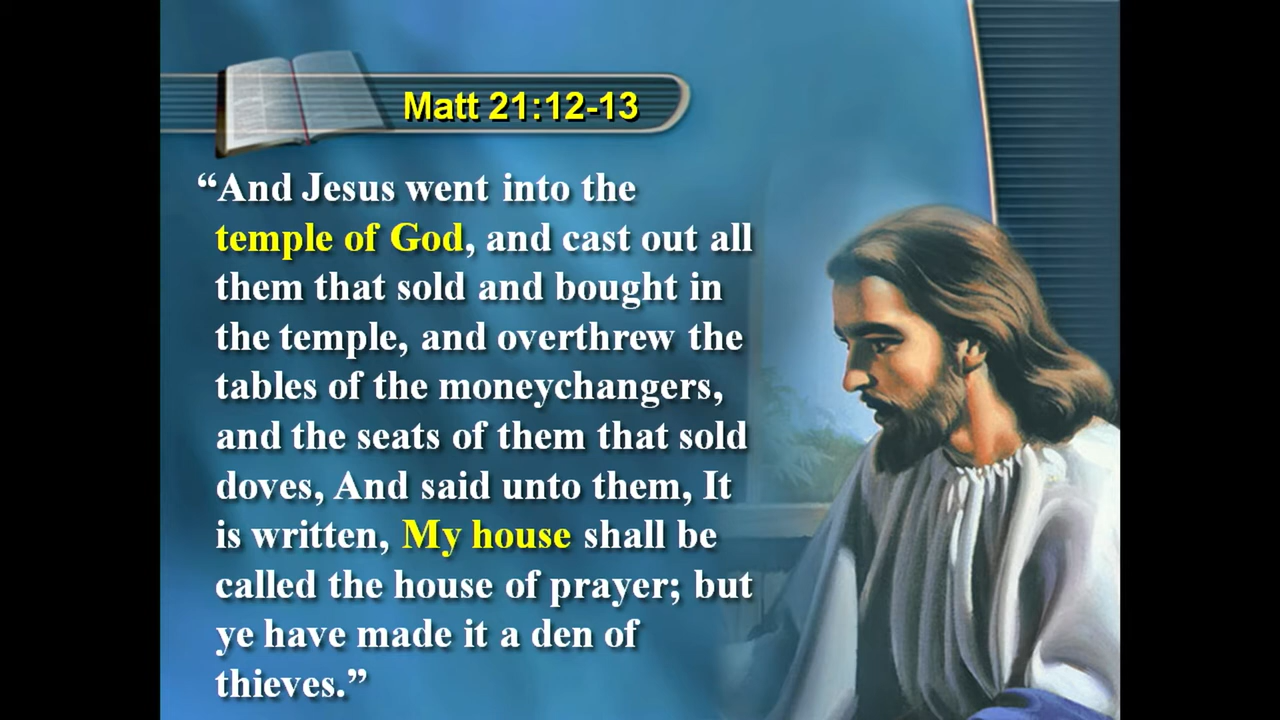 Matt 21:12-13
“And Jesus went into the
temple of God, and cast out all
them that sold and bought in
the temple, and overthrew the
tables of the moneychangers,
and the seats of them that sold
doves, And said unto them, It
is written, My house shall be
called the house of prayer; but
ye have made it a den of
thieves.”